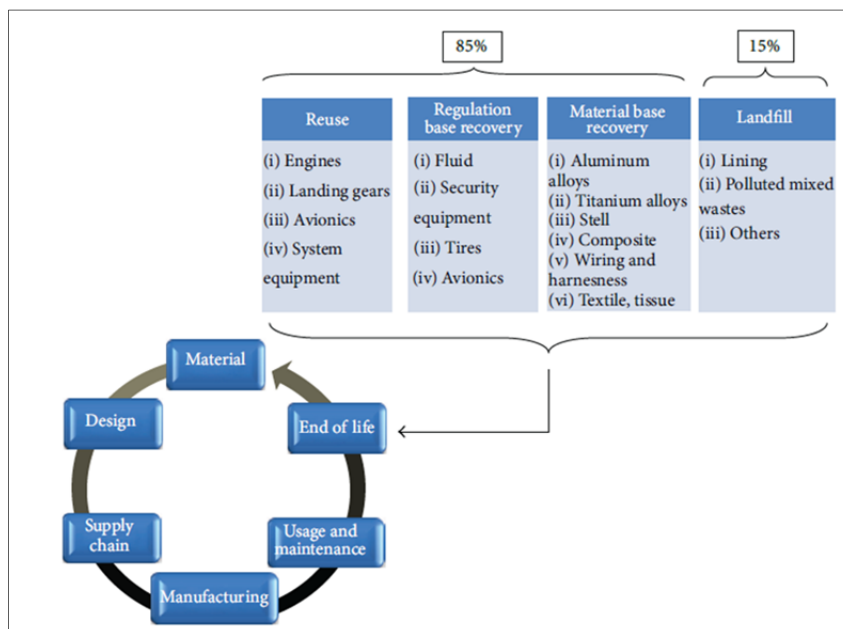 85%
15%
Reuse
(i) Engines
(ii) Landing gears
(iii) Avionics
(iv) System
equipment
Regulation
base recovery
(i) Fluid
(ii) Security
equipment
(iii) Tires
(iv) Avionics
Material base
recovery
(i) Aluminum
alloys
(ii) Titanium alloys
(iii) Stell
(iv) Composite
(v) Wiring and
harnesness
(vi) Textile, tissue
Landfill
(i) Lining
(ii) Polluted mixed
wastes
(iii) Others
Material
Design
End of life
Supply
chain
Usage and
maintenance
Manufacturing